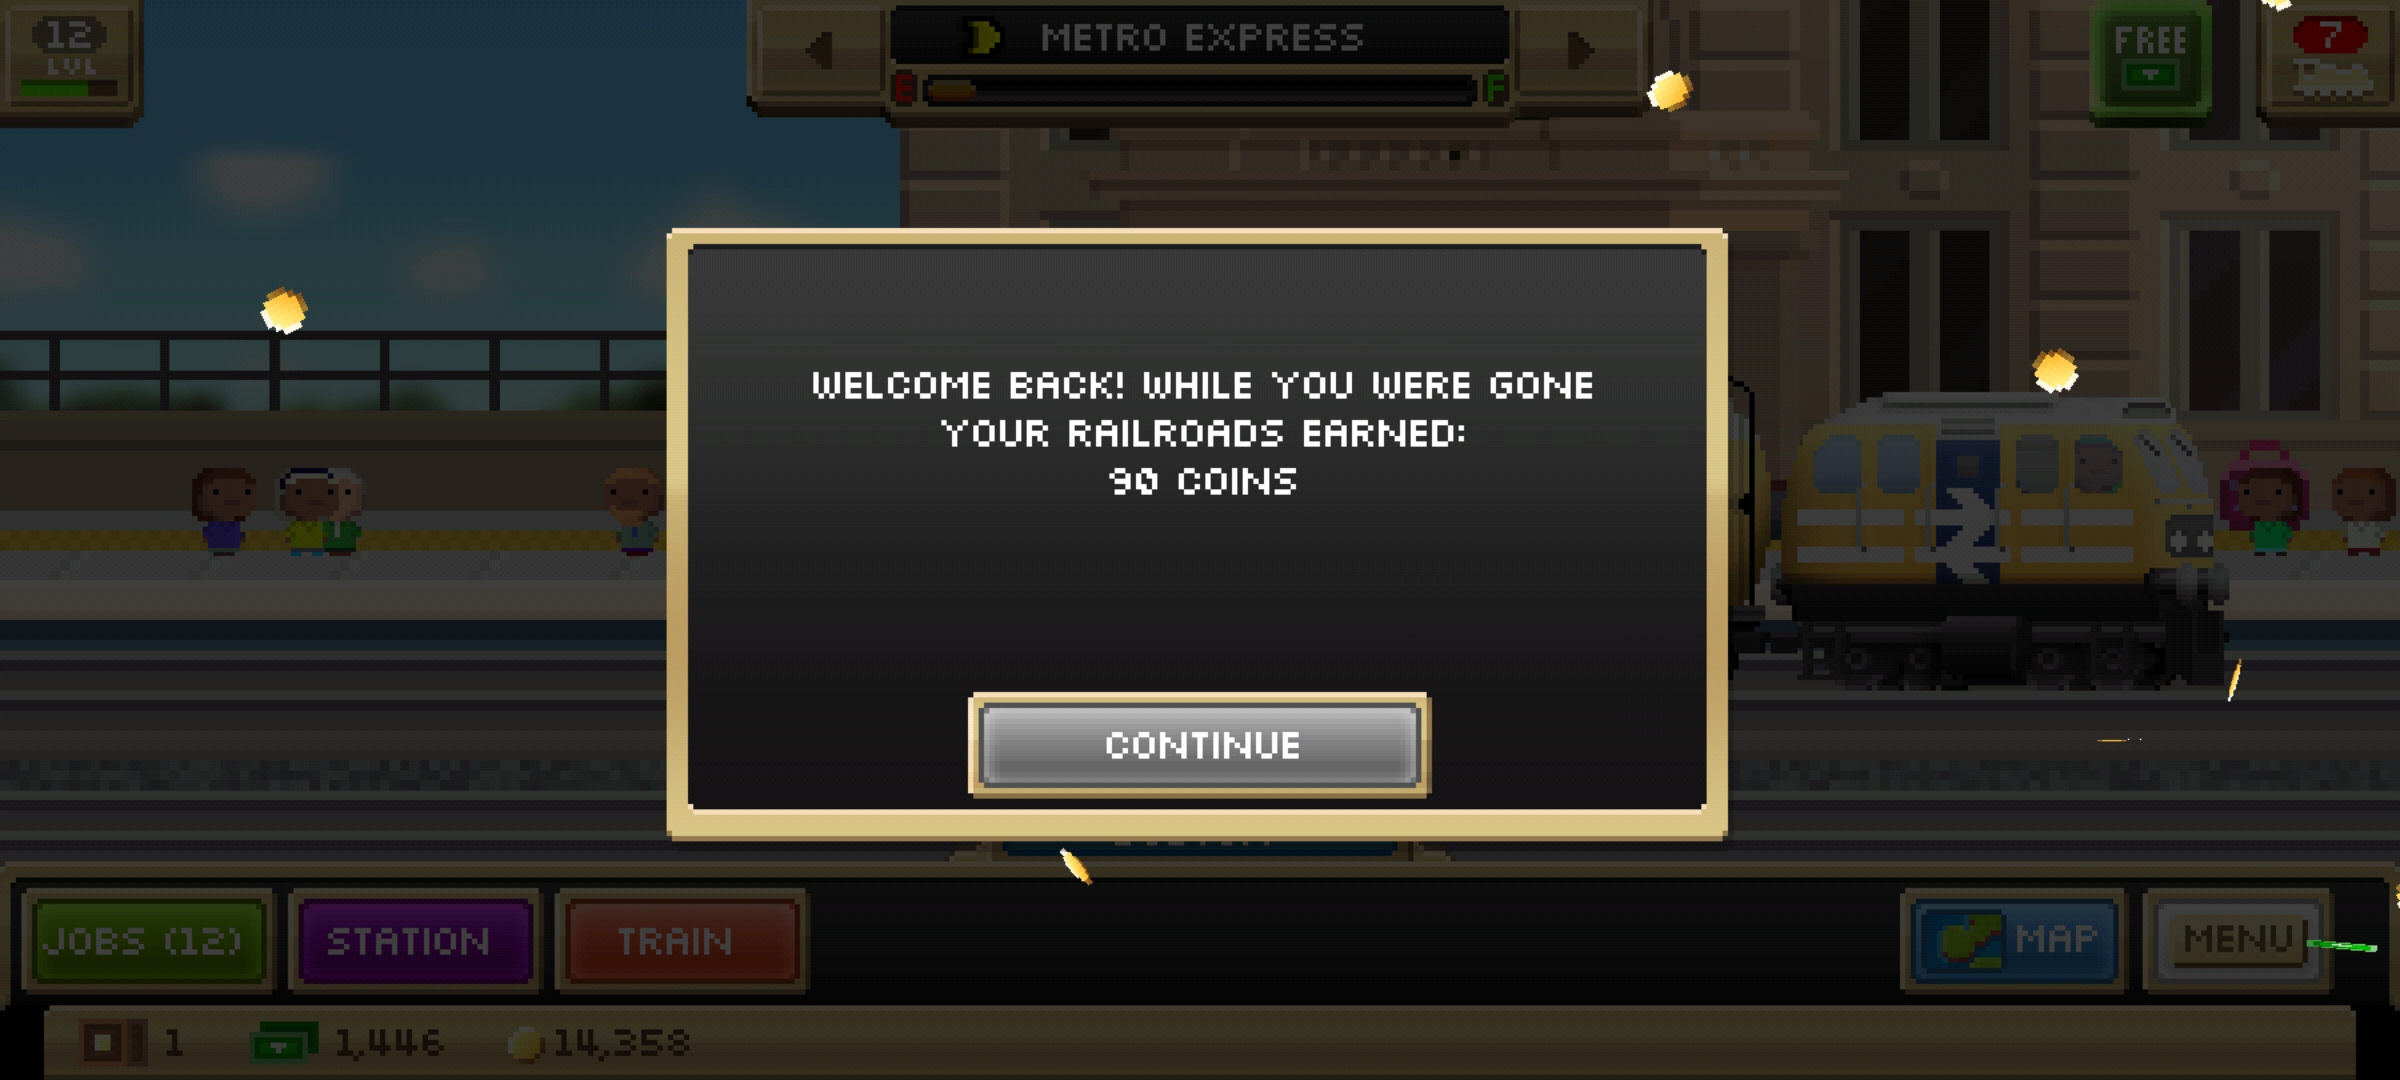 12
LVL
METRO EXPRESS
E F
FREE
7
WELCOME BACK! WHILE YOU WERE GONE
YOUR RAILROADS EARNED:
90 COINS
CONTINUE
JOBS (12)
STATION
TRAIN
MAP
MENU
1
1,446
14,358